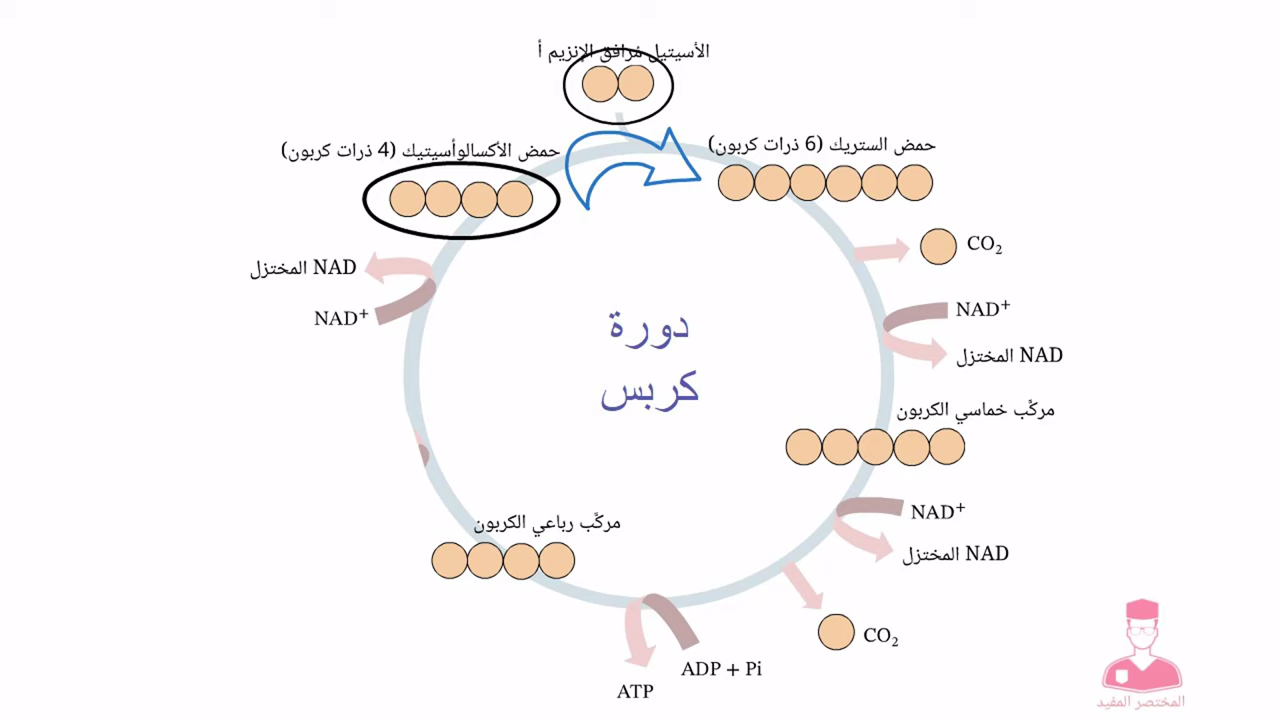 الأسيتيل مُرافق الإنزيم أ
حمض الأكسالوأسيتيك (4 ذرات كربون)
حمض الستريك (6 ذرات كربون)
CO₂
NAD⁺
NAD المختزل
مركَّب خماسي الكربون
NAD⁺
NAD المختزل
CO₂
ADP + Pi
ATP
مركَّب رباعي الكربون
NAD⁺
NAD المختزل
دورة
كربس
المختصر المفيد